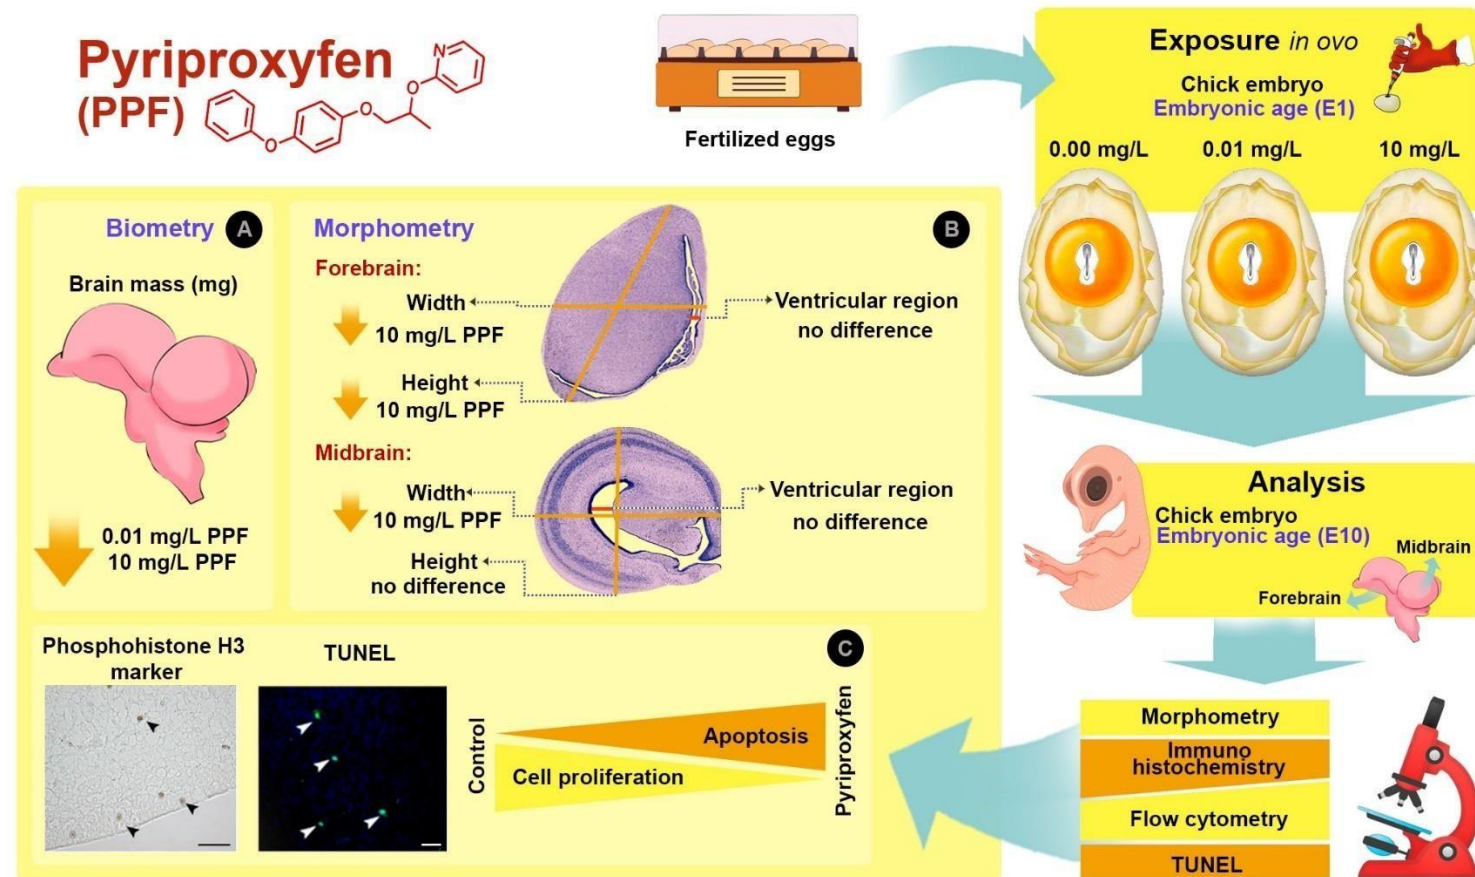 Pyriproxyfen
(PPF)
N
O
O
O
Fertilized eggs
Exposure in ovo
Chick embryo
Embryonic age (E1)
0.00 mg/L
0.01 mg/L
10 mg/L
Biometry
A
Brain mass (mg)
0.01 mg/L PPF
10 mg/L PPF
Morphometry
B
Forebrain:
Width
10 mg/L PPF
Height
10 mg/L PPF
Ventricular region
no difference
Midbrain:
Width
10 mg/L PPF
Height
no difference
Ventricular region
no difference
Analysis
Chick embryo
Embryonic age (E10)
Midbrain
Forebrain
Phosphohistone H3
marker
TUNEL
C
Control
Apoptosis
Cell proliferation
Pyriproxyfen
Morphometry
Immuno
histochemistry
Flow cytometry
TUNEL